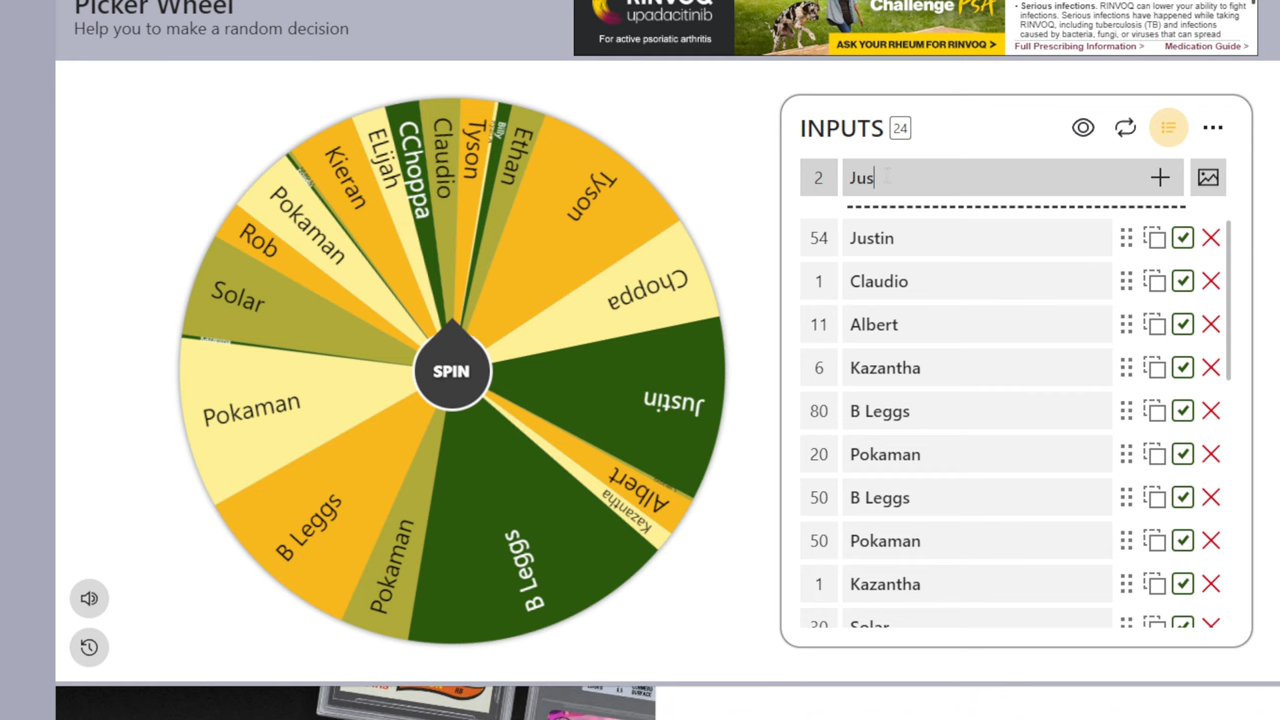 Picker Wheel
Help you to make a random decision
RINVOQ
upadacitinib
For active psoriatic arthritis
Challenge PsA
ASK YOUR RHEUM FOR RINVOQ >
• Serious infections. RINVOQ can lower your ability to fight
infections. Serious infections have happened while taking
RINVOQ, including tuberculosis (TB) and infections
caused by bacteria, fungi, or viruses that can spread
Full Prescribing Information > Medication Guide >
INPUTS 24
2 Jus
54 Justin
1 Claudio
11 Albert
6 Kazantha
80 B Leggs
20 Pokaman
50 B Leggs
50 Pokaman
1 Kazantha
30 Solar
SPIN
Tyson
Billy
Ethan
Tyson
Choppa
Justin
Albert
Kazantha
B Leggs
Pokaman
B Leggs
Pokaman
Solar
Rob
Pokaman
Kieran
ELijah
CChoppa
Claudio